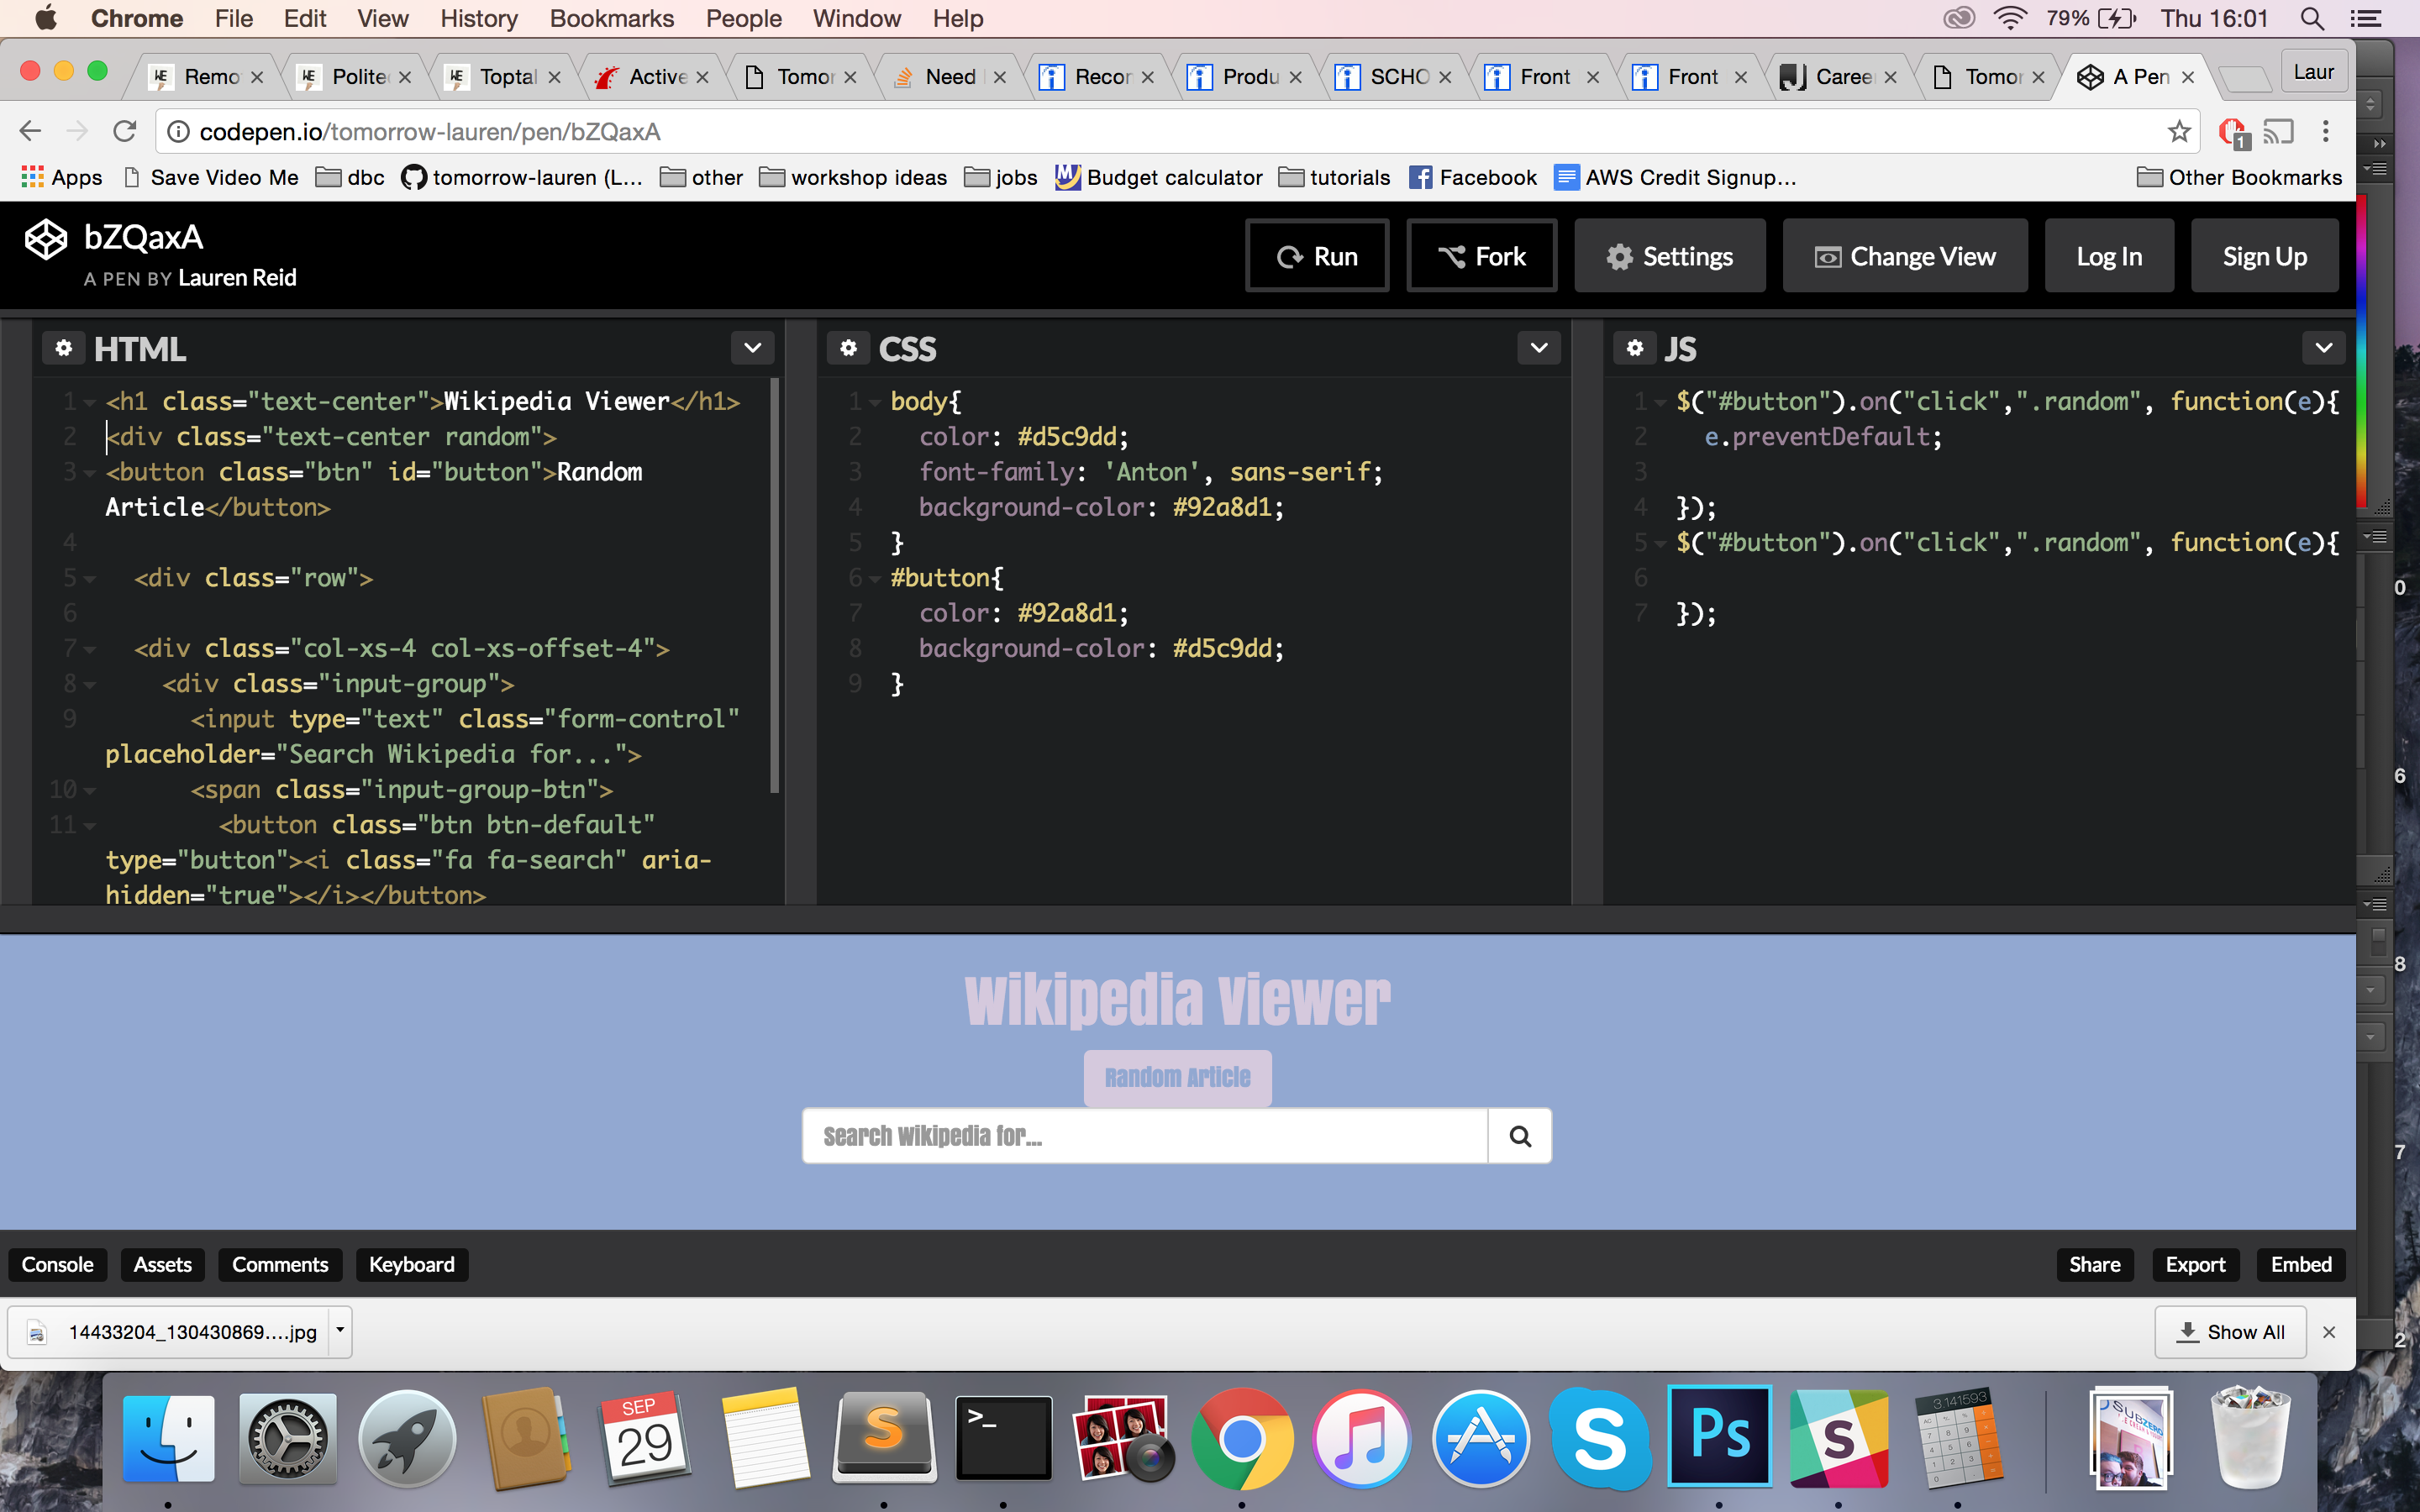 Chrome File Edit View History Bookmarks People Window Help 79% Thu 16:01
Remo Polite Toptal Active Tomor Need Recor Produ SCHO Front Front Caree Tomor A Pen Laur
codepen.io/tomorrow-lauren/pen/bZQaxA 1
Apps Save Video Me dbc tomorrow-lauren (L... other workshop ideas jobs Budget calculator tutorials Facebook AWS Credit Signup... Other Bookmarks
bZQaxA
A PEN BY Lauren Reid
Run Fork Settings Change View Log In Sign Up
HTML
1 <h1 class="text-center">Wikipedia Viewer</h1>
2 <div class="text-center random">
3 <button class="btn" id="button">Random
Article</button>
4
5 <div class="row">
6
7 <div class="col-xs-4 col-xs-offset-4">
8 <div class="input-group">
9 <input type="text" class="form-control"
placeholder="Search Wikipedia for...">
10 <span class="input-group-btn">
11 <button class="btn btn-default"
type="button"><i class="fa fa-search" aria-
hidden="true"></i></button>
CSS
1 body{
2 color: #d5c9dd;
3 font-family: 'Anton', sans-serif;
4 background-color: #92a8d1;
5 }
6 #button{
7 color: #92a8d1;
8 background-color: #d5c9dd;
9 }
JS
1 $("#button").on("click",".random", function(e){
2 e.preventDefault;
3
4 });
5 $("#button").on("click",".random", function(e){
6
7 });
Wikipedia Viewer
Random Article
Search Wikipedia for...
Console Assets Comments Keyboard Share Export Embed
14433204_130430869....jpg Show All
0
6
8
7
2
SEP
29
S
>_
S
Ps
S
3.141593